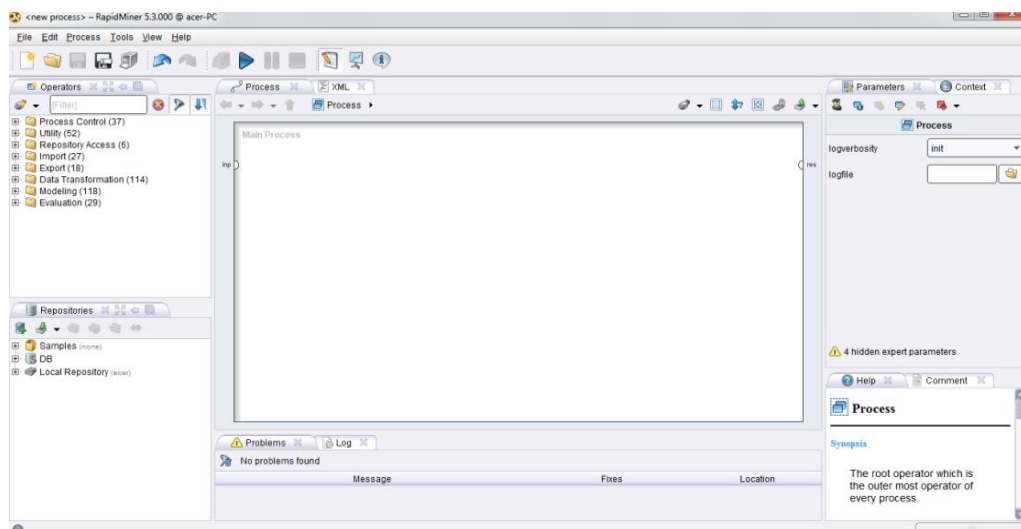 <new process> – RapidMiner 5.3.000 @ acer-PC
File Edit Process Tools View Help
Operators
[Filter]
Process Control (37)
Utility (52)
Repository Access (6)
Import (27)
Export (18)
Data Transformation (114)
Modeling (118)
Evaluation (29)
Repositories
Samples (none)
DB
Local Repository (acer)
Process XML
Process
Main Process
inp
res
Problems Log
No problems found
Message Fixes Location
Parameters Context
Process
logverbosity init
logfile
4 hidden expert parameters
Help Comment
Process
Synopsis
The root operator which is
the outer most operator of
every process.